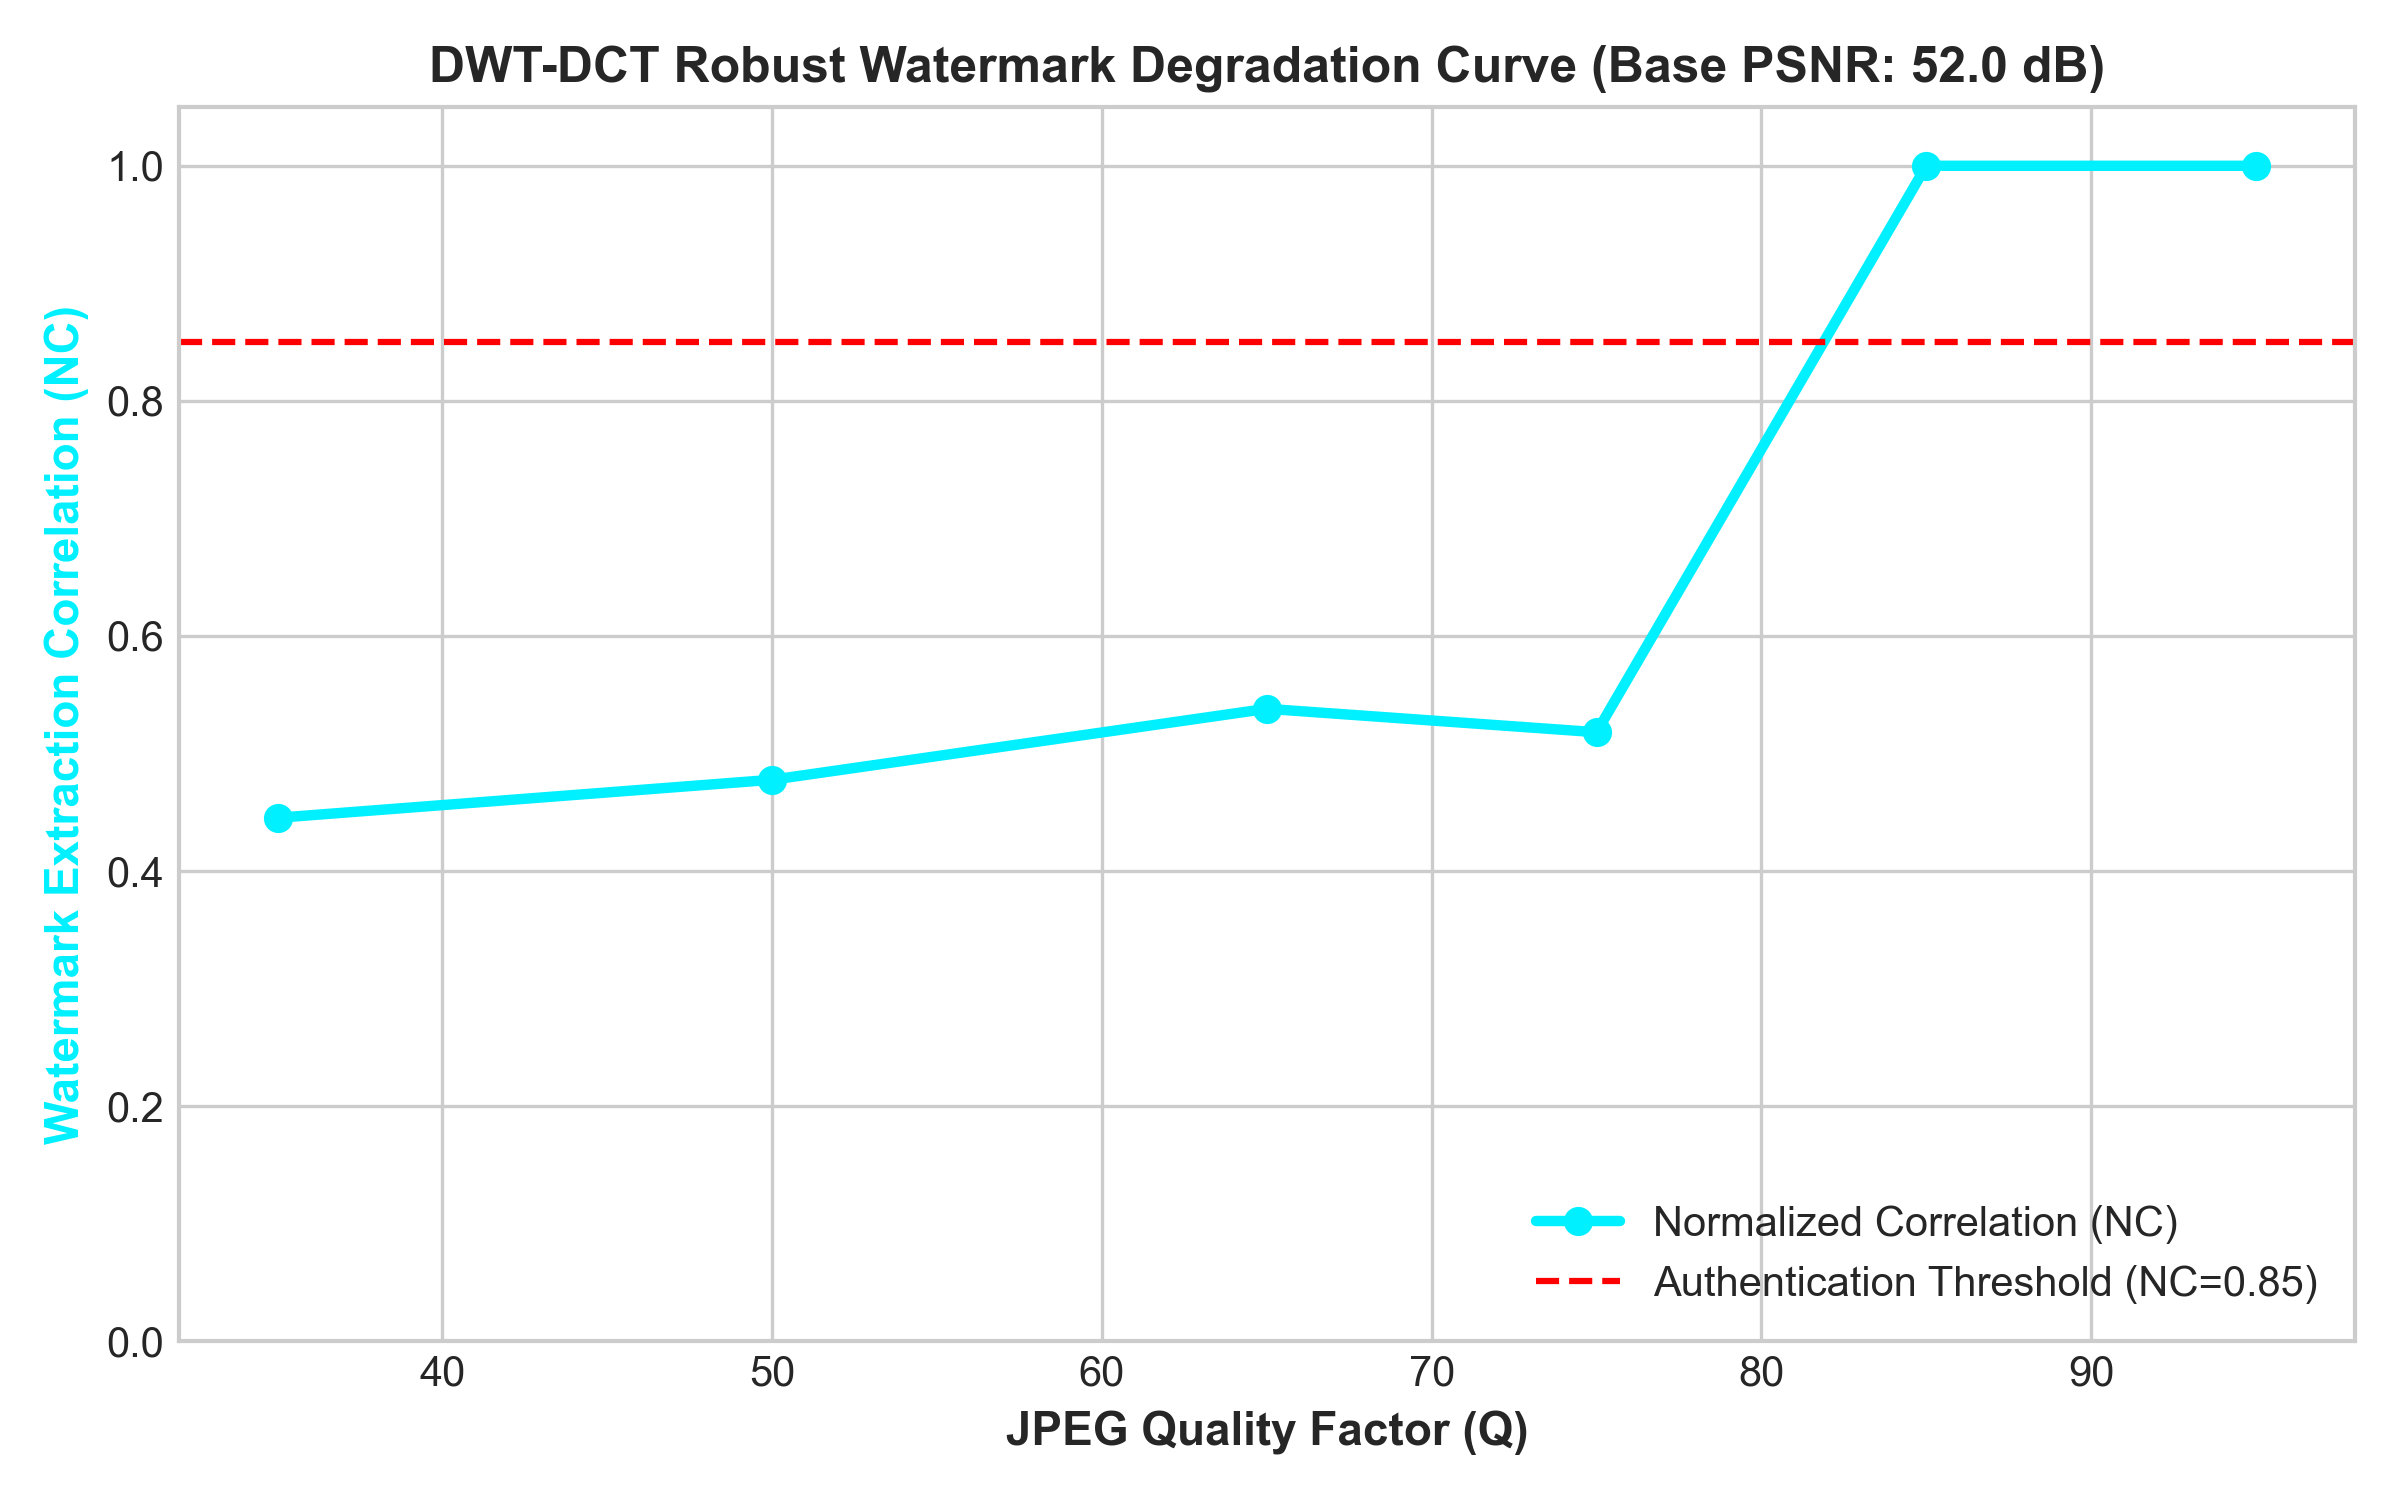 DWT-DCT Robust Watermark Degradation Curve (Base PSNR: 52.0 dB)
Watermark Extraction Correlation (NC)
1.0
0.8
0.6
0.4
0.2
0.0
40 50 60 70 80 90
JPEG Quality Factor (Q)
Normalized Correlation (NC)
Authentication Threshold (NC=0.85)